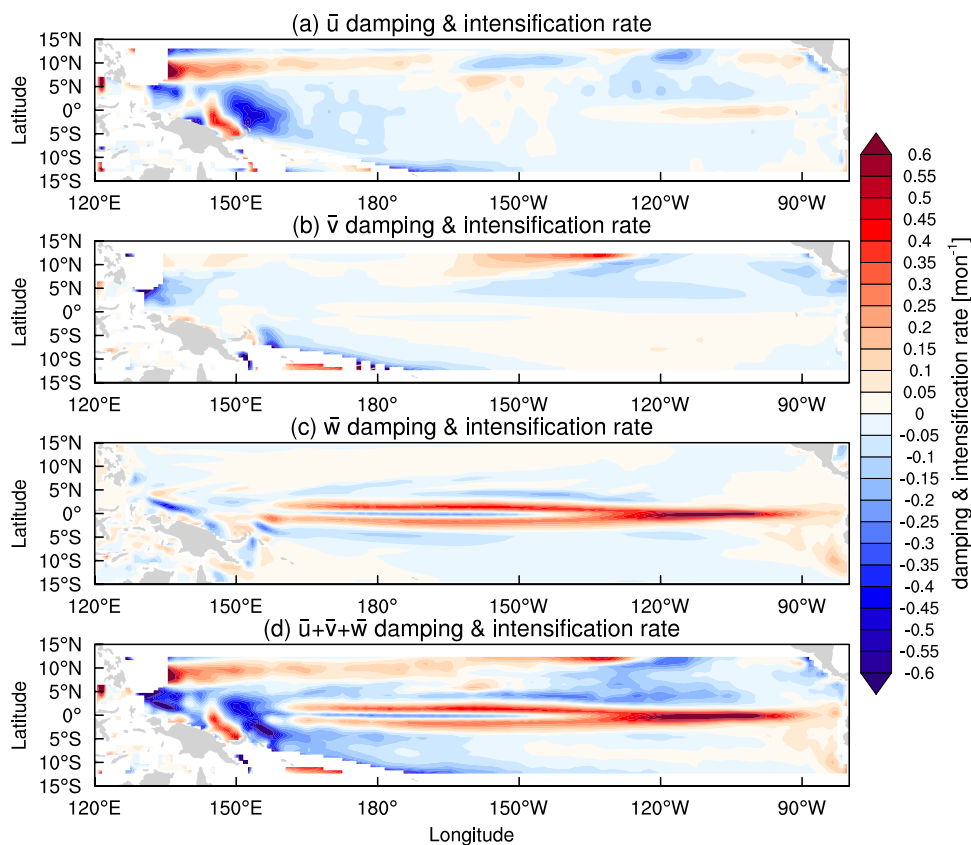 (a) ū damping & intensification rate
15°N
10°N
5°N
0°
5°S
10°S
15°S
Latitude
120°E 150°E 180° 150°W 120°W 90°W
(b) v̄ damping & intensification rate
15°N
10°N
5°N
0°
5°S
10°S
15°S
Latitude
120°E 150°E 180° 150°W 120°W 90°W
(c) w̄ damping & intensification rate
15°N
10°N
5°N
0°
5°S
10°S
15°S
Latitude
120°E 150°E 180° 150°W 120°W 90°W
(d) ū+v̄+w̄ damping & intensification rate
15°N
10°N
5°N
0°
5°S
10°S
15°S
Latitude
120°E 150°E 180° 150°W 120°W 90°W
Longitude
0.6
0.55
0.5
0.45
0.4
0.35
0.3
0.25
0.2
0.15
0.1
0.05
0
-0.05
-0.1
-0.15
-0.2
-0.25
-0.3
-0.35
-0.4
-0.45
-0.5
-0.55
-0.6
damping & intensification rate [mon⁻¹]